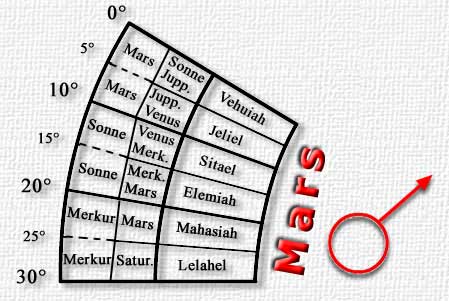 0°
Mars
Sonne
Jupp.
Vehuiah
5°
Mars
Jupp.
Venus
Jeliel
10°
Sonne
Venus
Merk.
Sitael
15°
Sonne
Merk.
Mars
Elemiah
20°
Merkur
Mars
Mahasiah
25°
Merkur
Satur.
Lelahel
30°
Mars